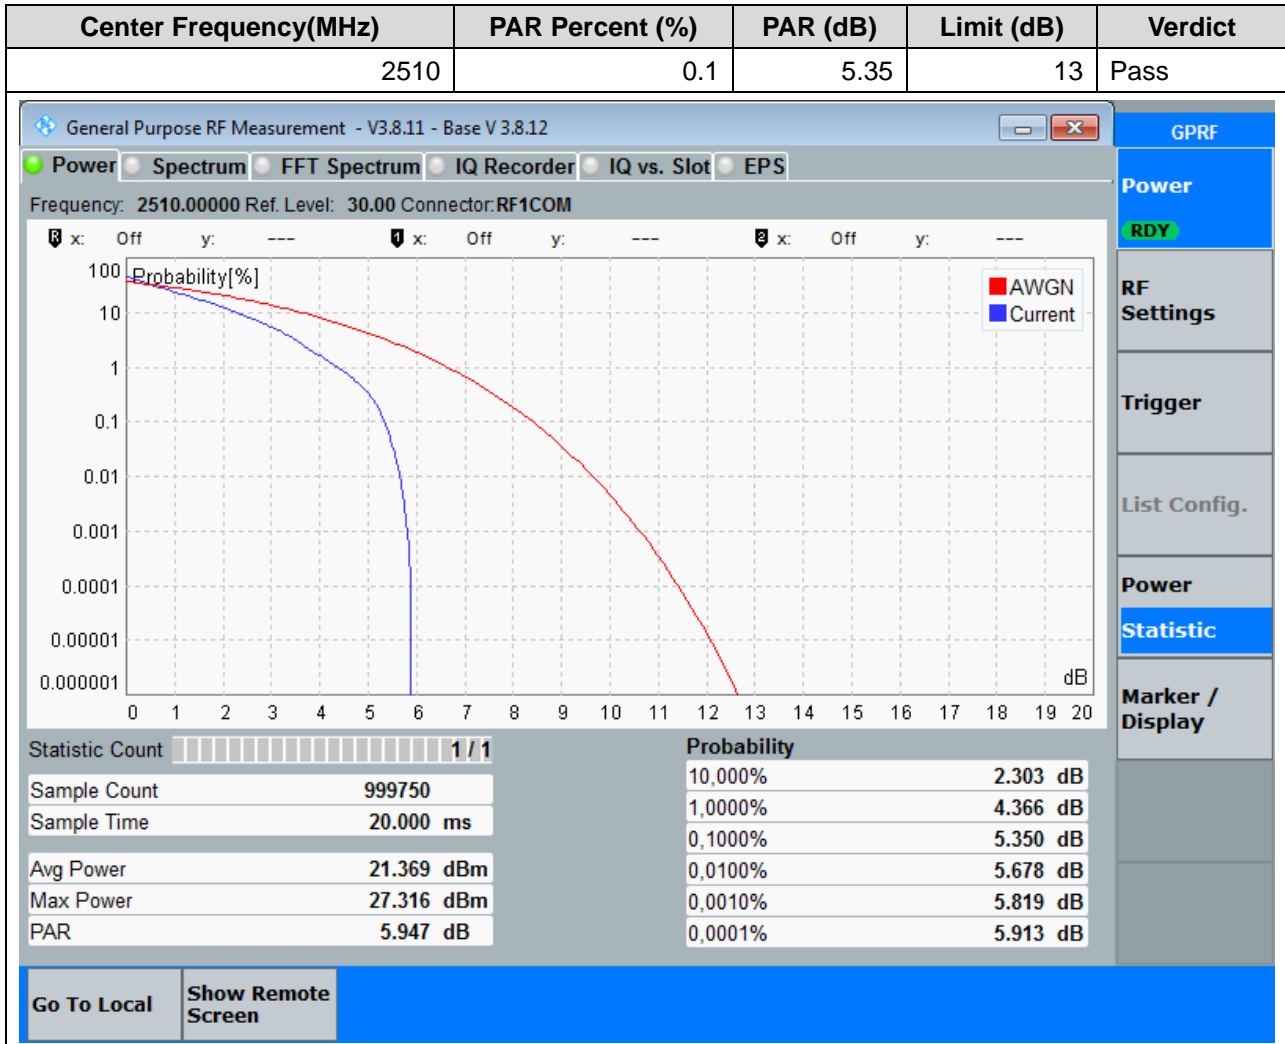 Center Frequency(MHz) PAR Percent (%) PAR (dB) Limit (dB) Verdict
2510 0.1 5.35 13 Pass
General Purpose RF Measurement - V3.8.11 - Base V 3.8.12
GPRF
Power Spectrum FFT Spectrum IQ Recorder IQ vs. Slot EPS
Power
RDY
Frequency: 2510.00000 Ref. Level: 30.00 Connector:RF1COM
R x: Off y: --- 1 x: Off y: --- 2 x: Off y: ---
Probability[%]
AWGN
Current
100
10
1
0.1
0.01
0.001
0.0001
0.00001
0.000001
dB
0 1 2 3 4 5 6 7 8 9 10 11 12 13 14 15 16 17 18 19 20
RF
Settings
Trigger
List Config.
Power
Statistic
Marker /
Display
Statistic Count 1 / 1
Sample Count 999750
Sample Time 20.000 ms
Avg Power 21.369 dBm
Max Power 27.316 dBm
PAR 5.947 dB
Probability
10,000% 2.303 dB
1,0000% 4.366 dB
0,1000% 5.350 dB
0,0100% 5.678 dB
0,0010% 5.819 dB
0,0001% 5.913 dB
Go To Local
Show Remote
Screen